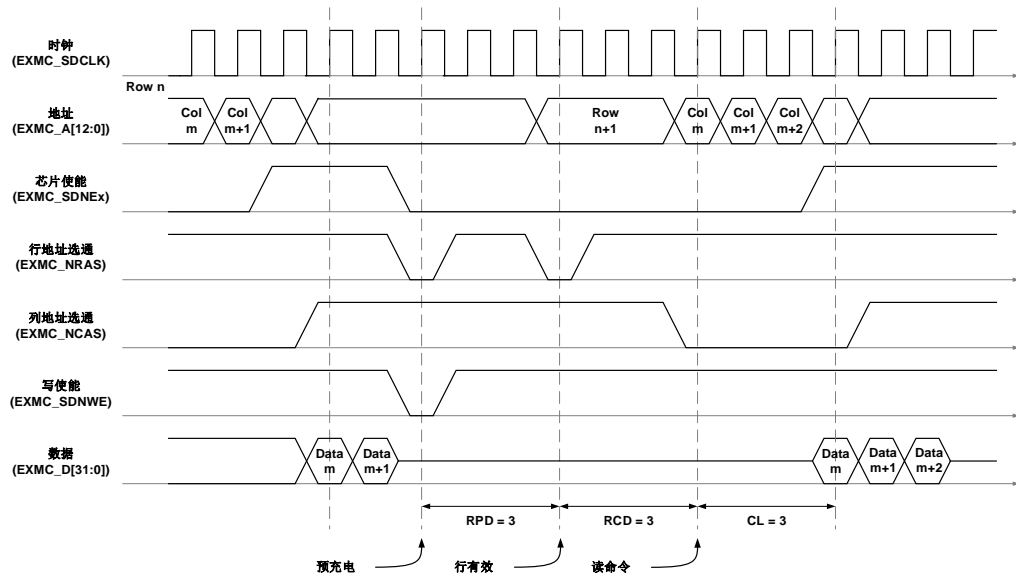 时钟
(EXMC_SDCLK)
Row n
地址
(EXMC_A[12:0])
Col
m
Col
m+1
Row
n+1
Col
m
Col
m+1
Col
m+2
芯片使能
(EXMC_SDNEx)
行地址选通
(EXMC_NRAS)
列地址选通
(EXMC_NCAS)
写使能
(EXMC_SDNWE)
数据
(EXMC_D[31:0])
Data
m
Data
m+1
Data
m
Data
m+1
Data
m+2
RPD = 3
RCD = 3
CL = 3
预充电
行有效
读命令